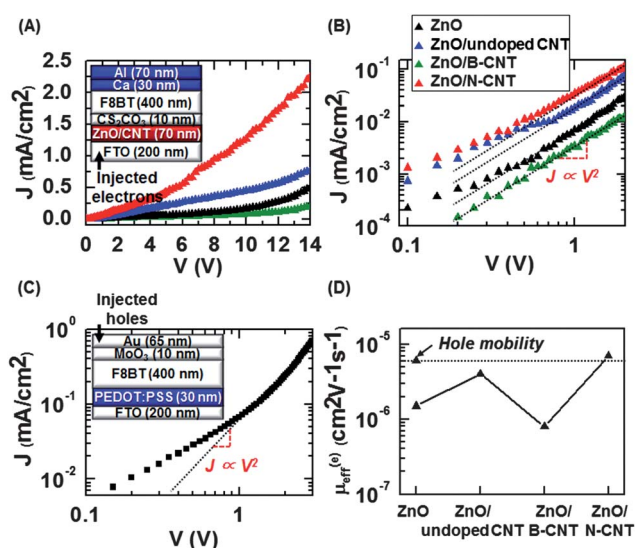 (A)
J (mA/cm2)
2.5
2.0
1.5
1.0
0.5
0.0
Al (70 nm)
Ca (30 nm)
F8BT (400 nm)
CS2CO3 (10 nm)
ZnO/CNT (70 nm)
FTO (200 nm)
Injected
electrons
0 2 4 6 8 10 12 14
V (V)
(B)
ZnO
ZnO/undoped CNT
ZnO/B-CNT
ZnO/N-CNT
J (mA/cm2)
10-1
10-2
10-3
10-4
J ∝ V2
0.1 1
V (V)
(C)
Injected
holes
J (mA/cm2)
100
10-1
10-2
Au (65 nm)
MoO3 (10 nm)
F8BT (400 nm)
PEDOT:PSS (30 nm)
FTO (200 nm)
J ∝ V2
0.1 1
V (V)
(D)
μeff(e) (cm2V-1s-1)
10-5
10-6
10-7
Hole mobility
ZnO ZnO/ ZnO/ ZnO/
undoped CNT B-CNT N-CNT